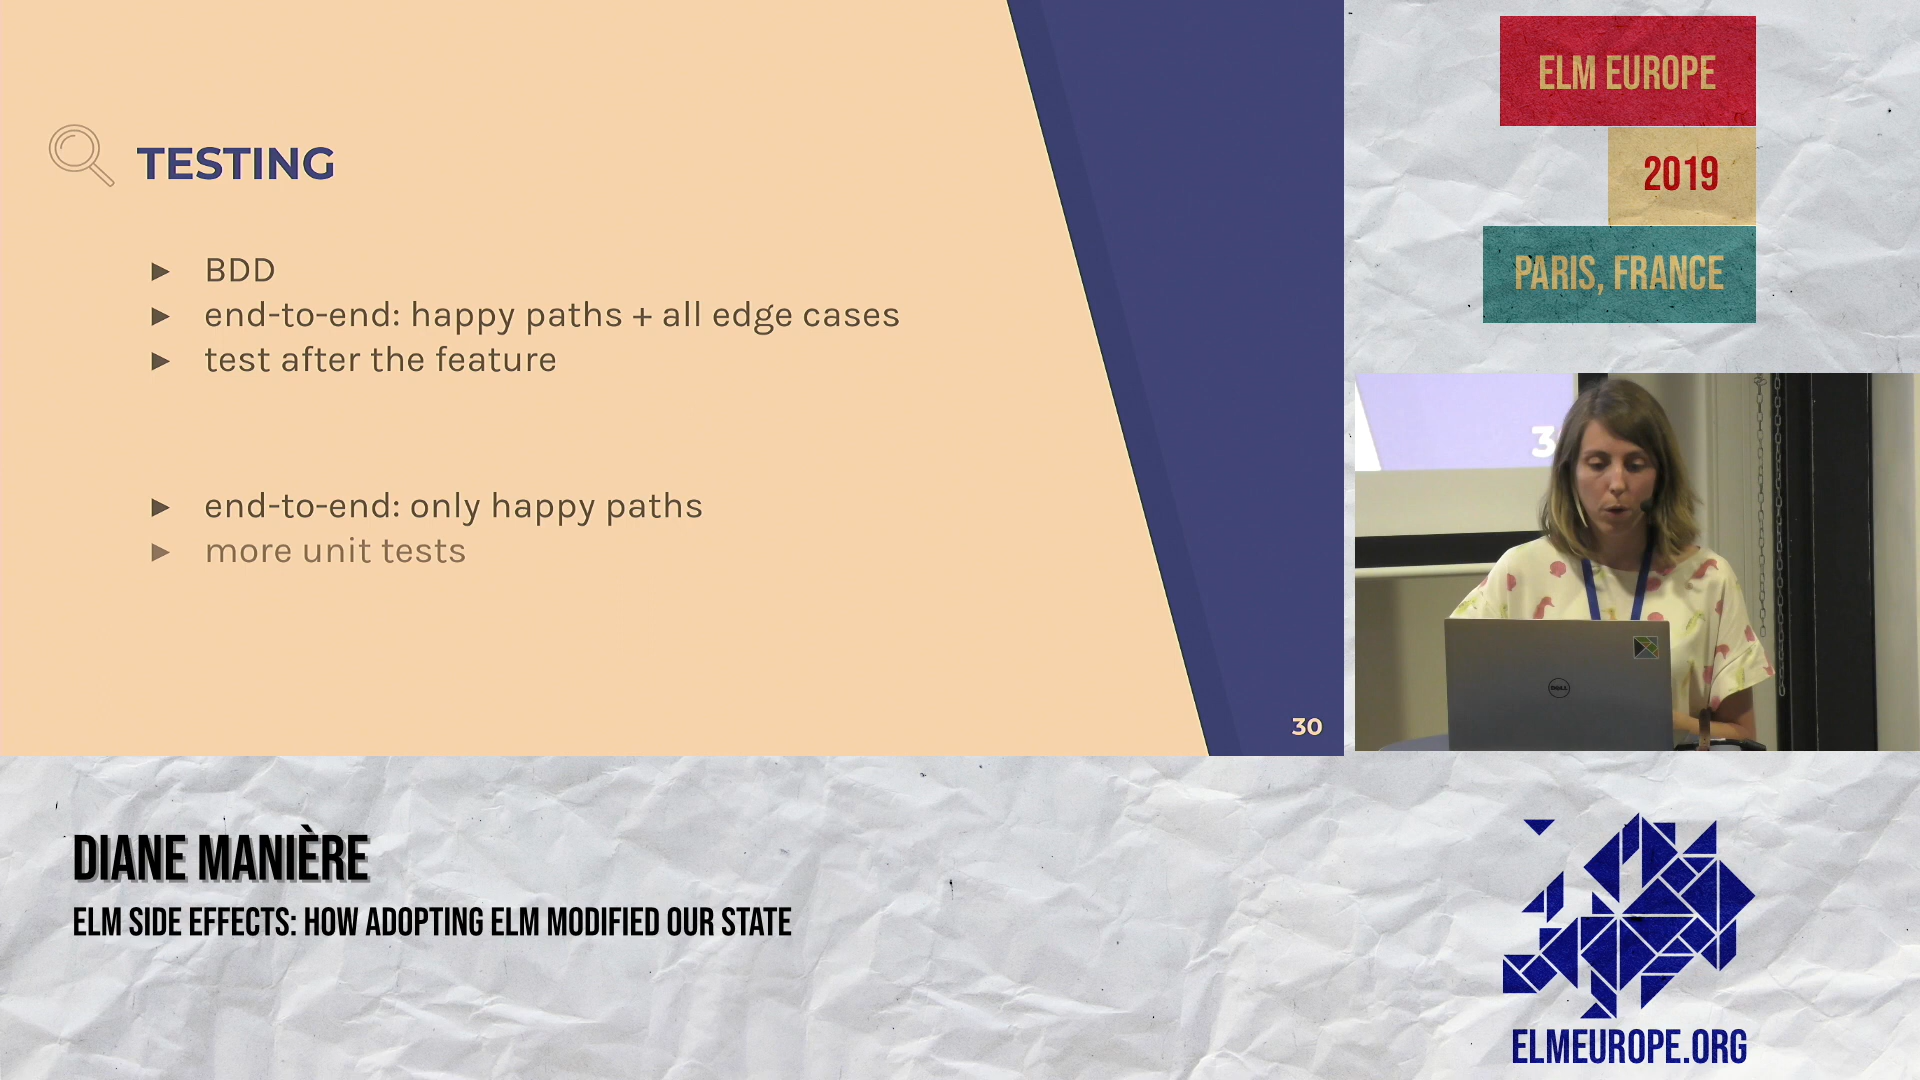 TESTING
► BDD
► end-to-end: happy paths + all edge cases
► test after the feature
► end-to-end: only happy paths
► more unit tests
30
ELM EUROPE
2019
PARIS, FRANCE
3
DELL
DIANE MANIÈRE
ELM SIDE EFFECTS: HOW ADOPTING ELM MODIFIED OUR STATE
ELMEUROPE.ORG